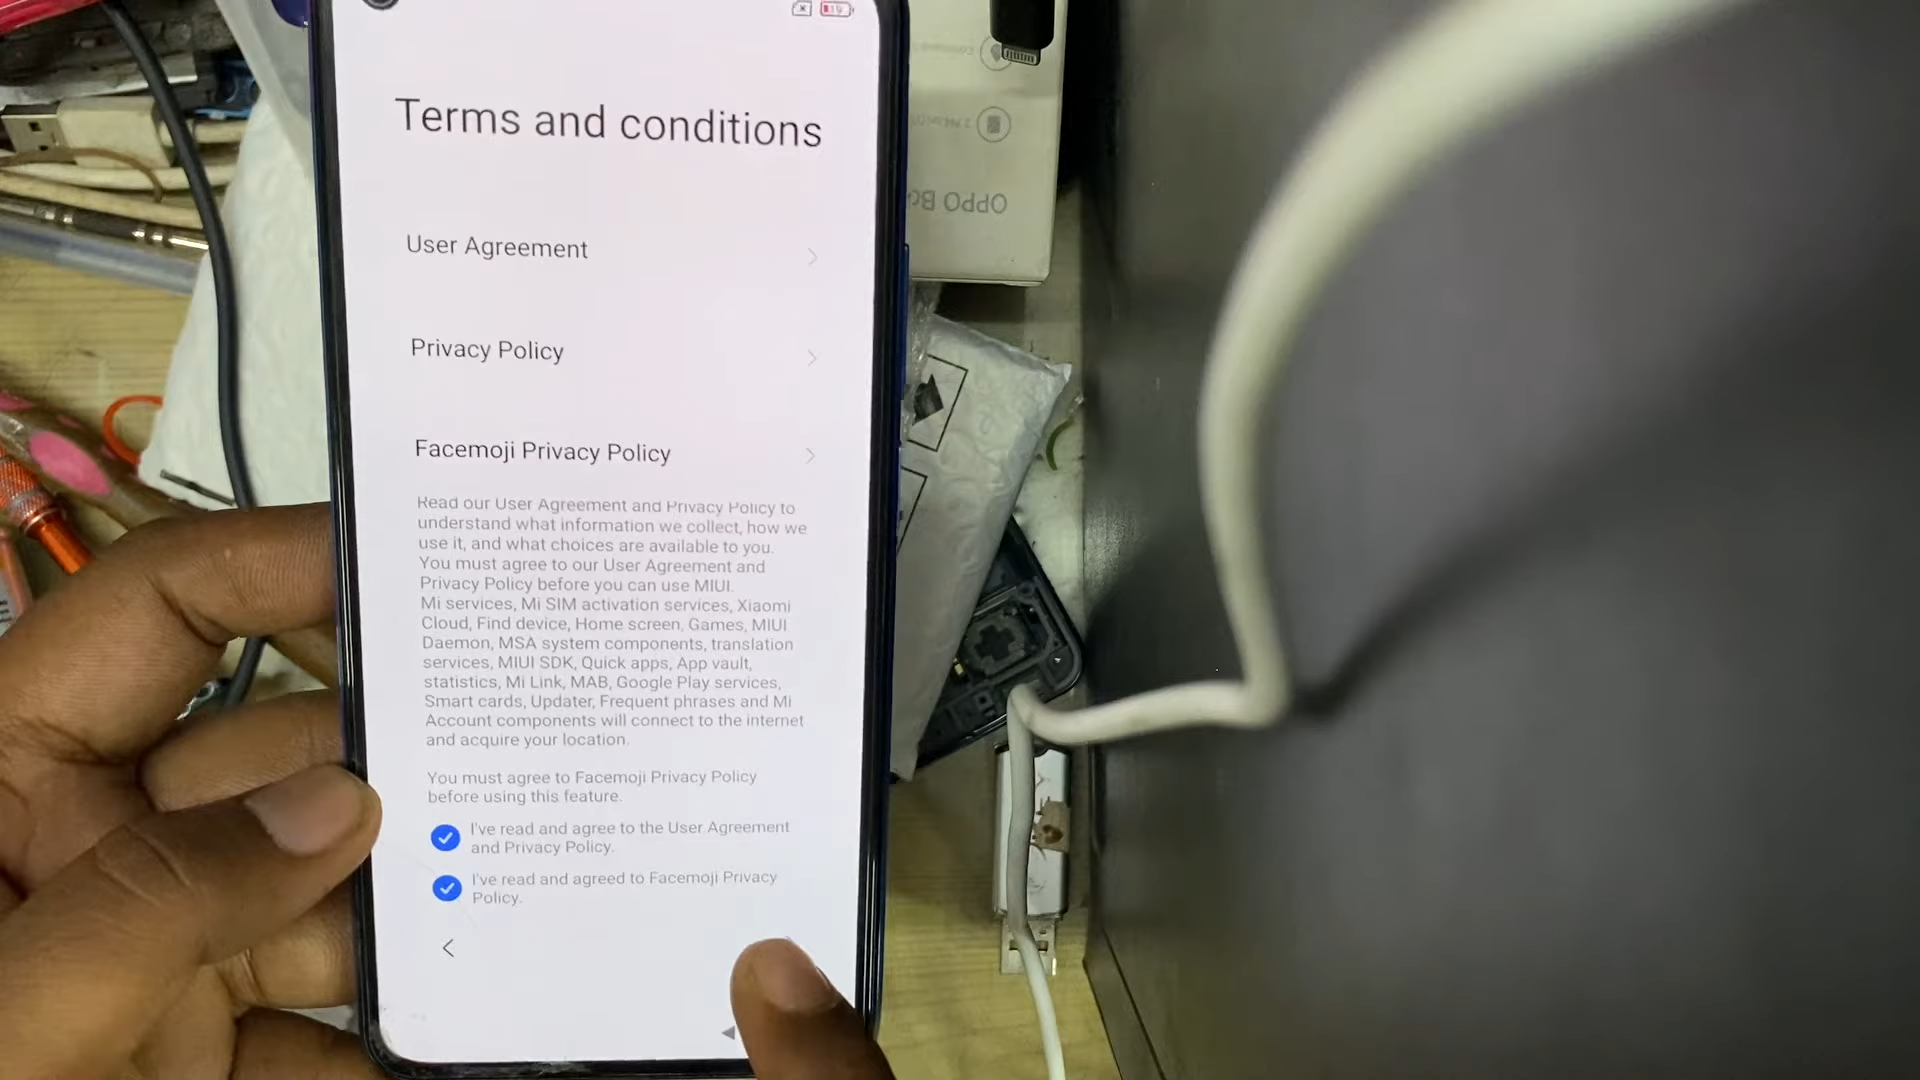 19
Terms and conditions
User Agreement
Privacy Policy
Facemoji Privacy Policy
Read our User Agreement and Privacy Policy to
understand what information we collect, how we
use it, and what choices are available to you.
You must agree to our User Agreement and
Privacy Policy before you can use MIUI.
Mi services, Mi SIM activation services, Xiaomi
Cloud, Find device, Home screen, Games, MIUI
Daemon, MSA system components, translation
services, MIUI SDK, Quick apps, App vault,
statistics, Mi Link, MAB, Google Play services,
Smart cards, Updater, Frequent phrases and Mi
Account components will connect to the internet
and acquire your location.
You must agree to Facemoji Privacy Policy
before using this feature.
I've read and agree to the User Agreement
and Privacy Policy.
I've read and agreed to Facemoji Privacy
Policy.
OPPO